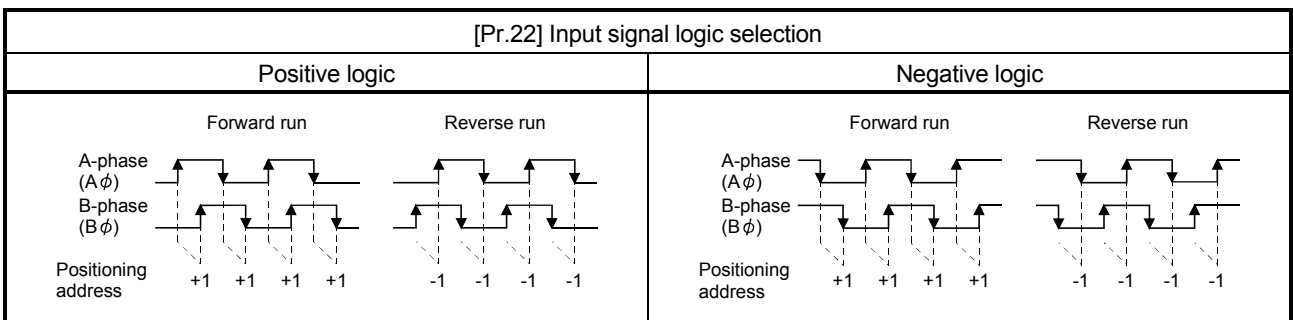 [Pr.22] Input signal logic selection
Positive logic
Negative logic
Forward run Reverse run
A-phase
(Aϕ)
B-phase
(Bϕ)
Positioning
address
+1 +1 +1 +1 -1 -1 -1 -1
Forward run Reverse run
A-phase
(Aϕ)
B-phase
(Bϕ)
Positioning
address
+1 +1 +1 +1 -1 -1 -1 -1